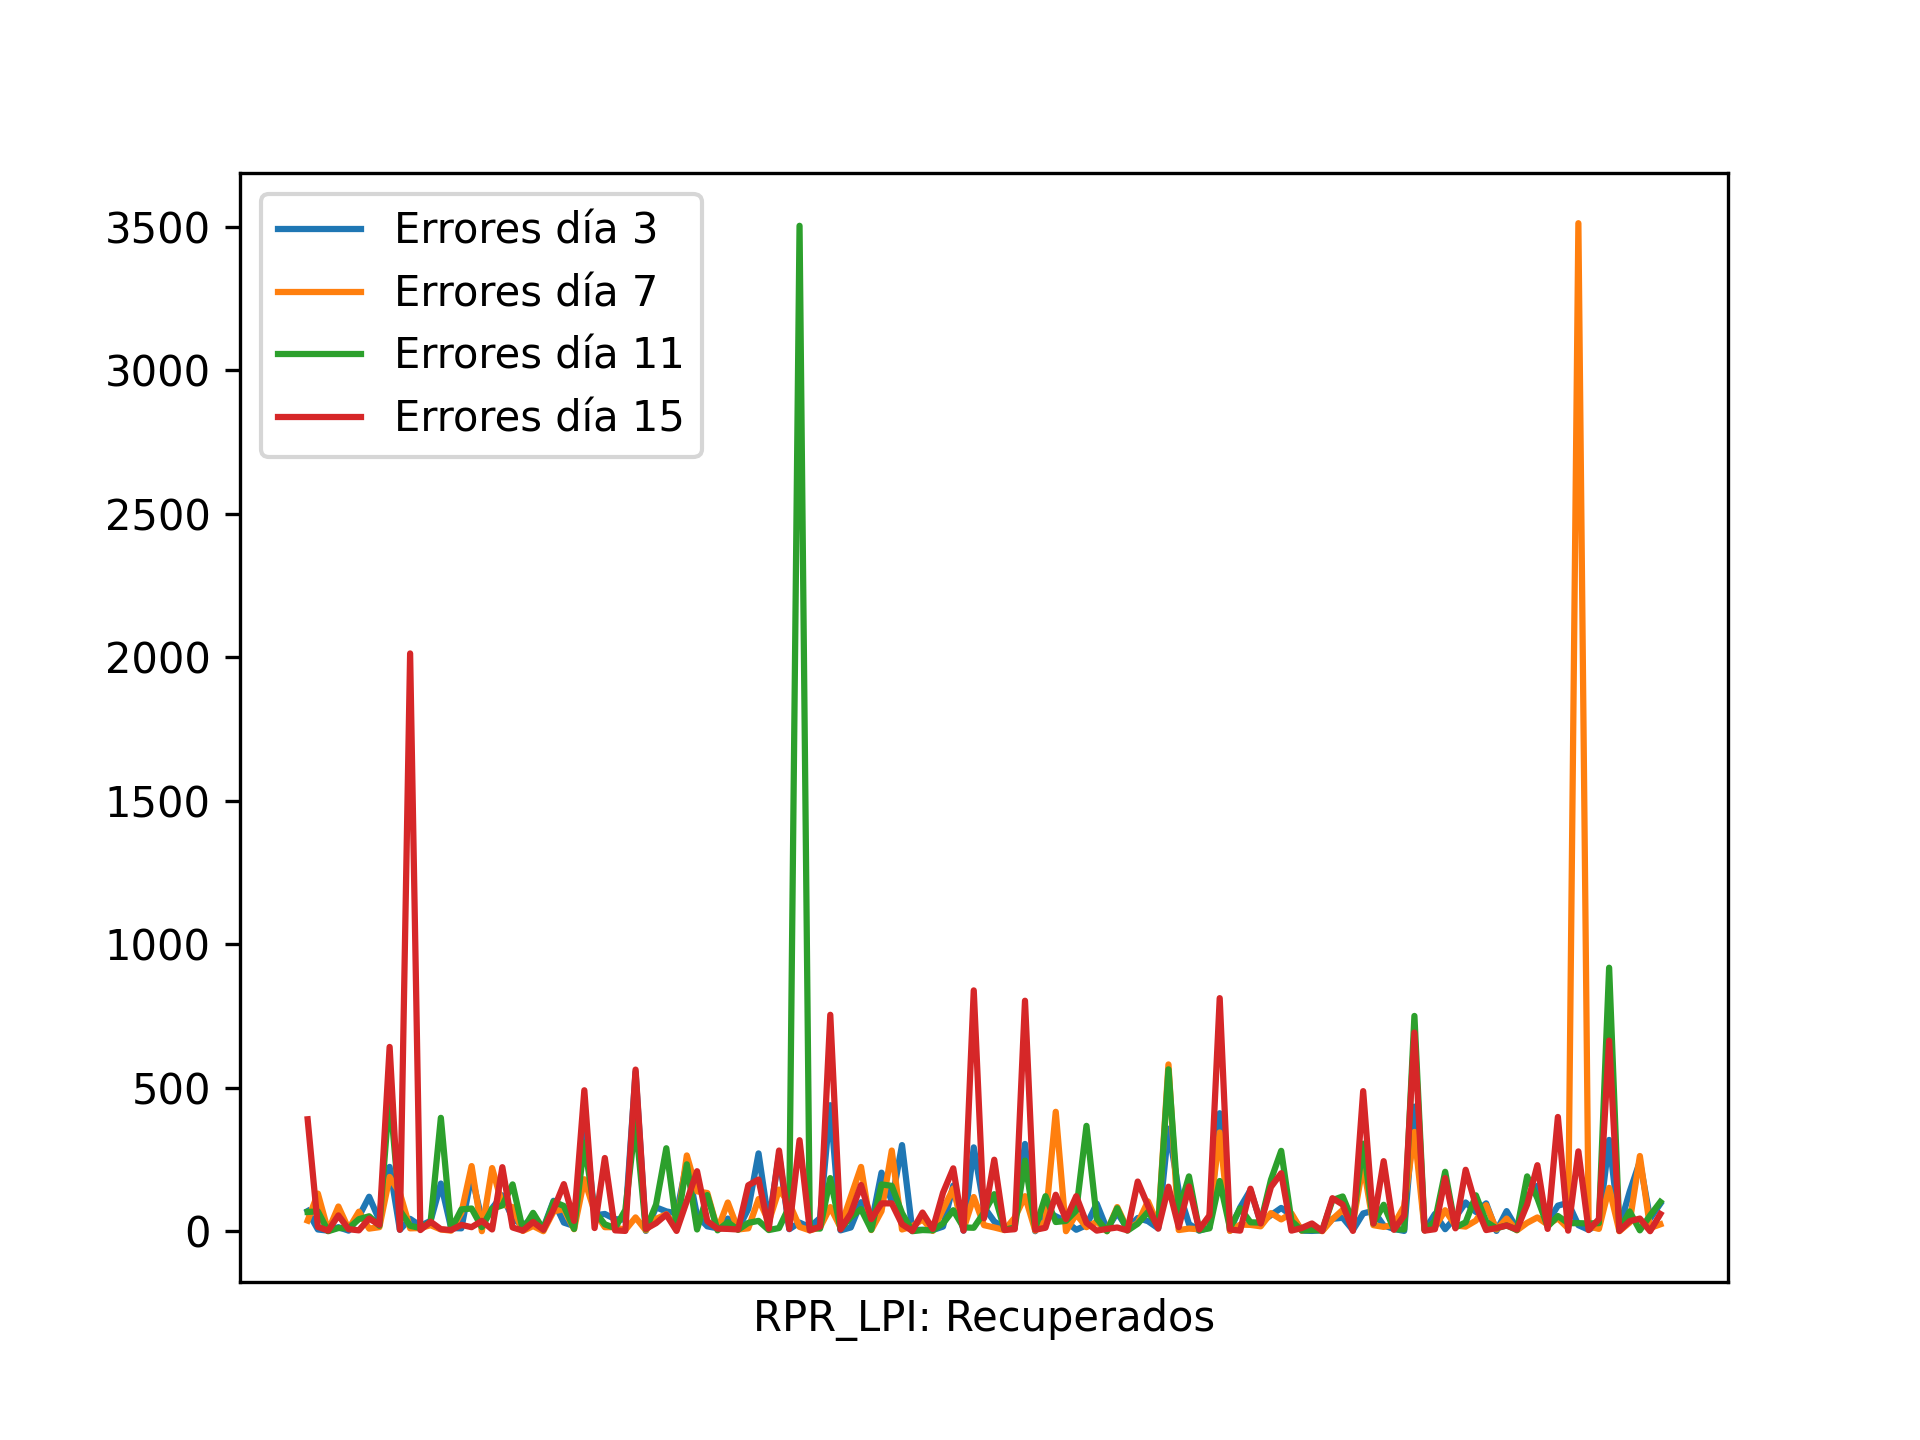 Errores día 3
Errores día 7
Errores día 11
Errores día 15
3500
3000
2500
2000
1500
1000
500
0
RPR_LPI: Recuperados